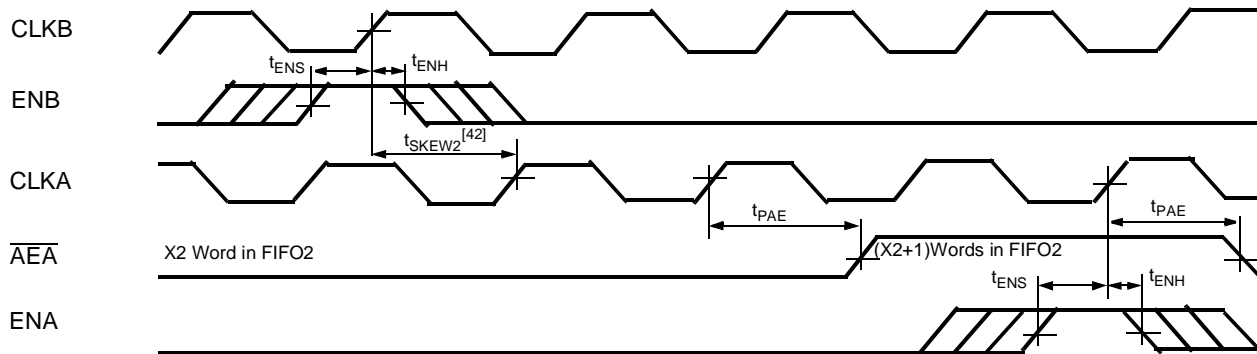 CLKB
tENS
tENH
ENB
tSKEW2[42]
CLKA
tPAE
tPAE
AEA
X2 Word in FIFO2
(X2+1)Words in FIFO2
tENS
tENH
ENA